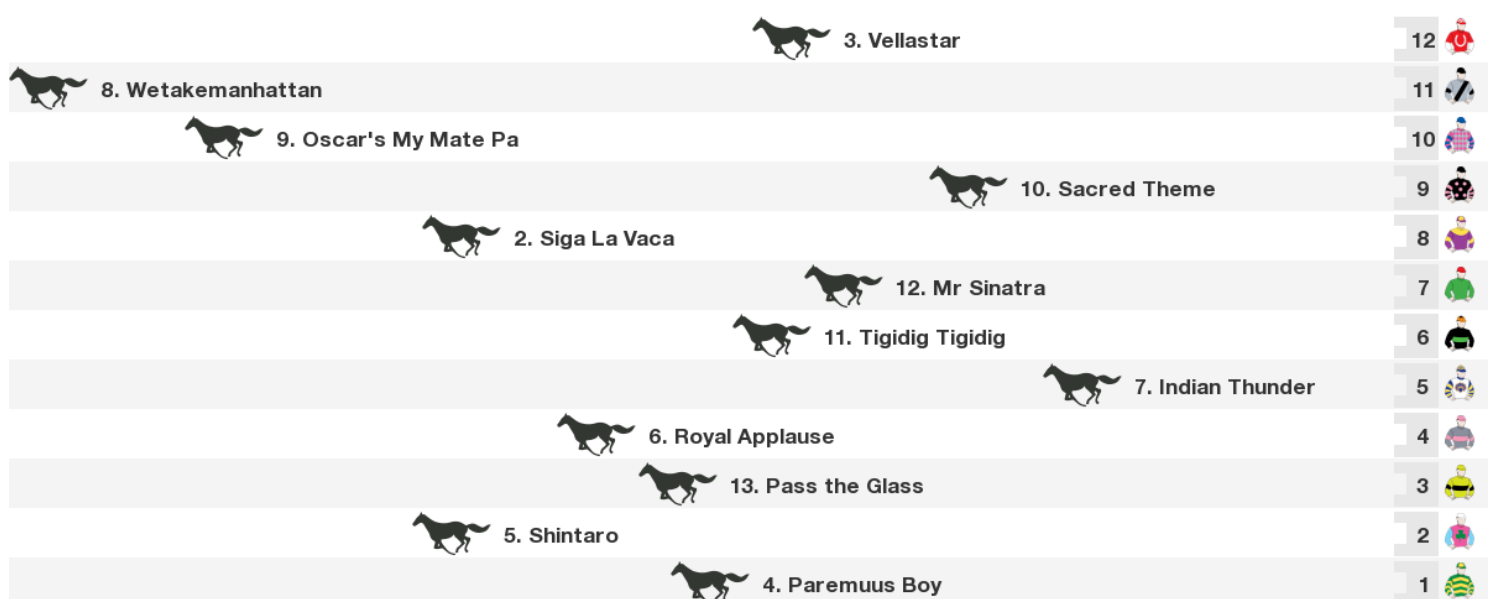 3. Vellastar 12
8. Wetakemanhattan 11
9. Oscar's My Mate Pa 10
10. Sacred Theme 9
2. Siga La Vaca 8
12. Mr Sinatra 7
11. Tigidig Tigidig 6
7. Indian Thunder 5
6. Royal Applause 4
13. Pass the Glass 3
5. Shintaro 2
4. Paremuus Boy 1